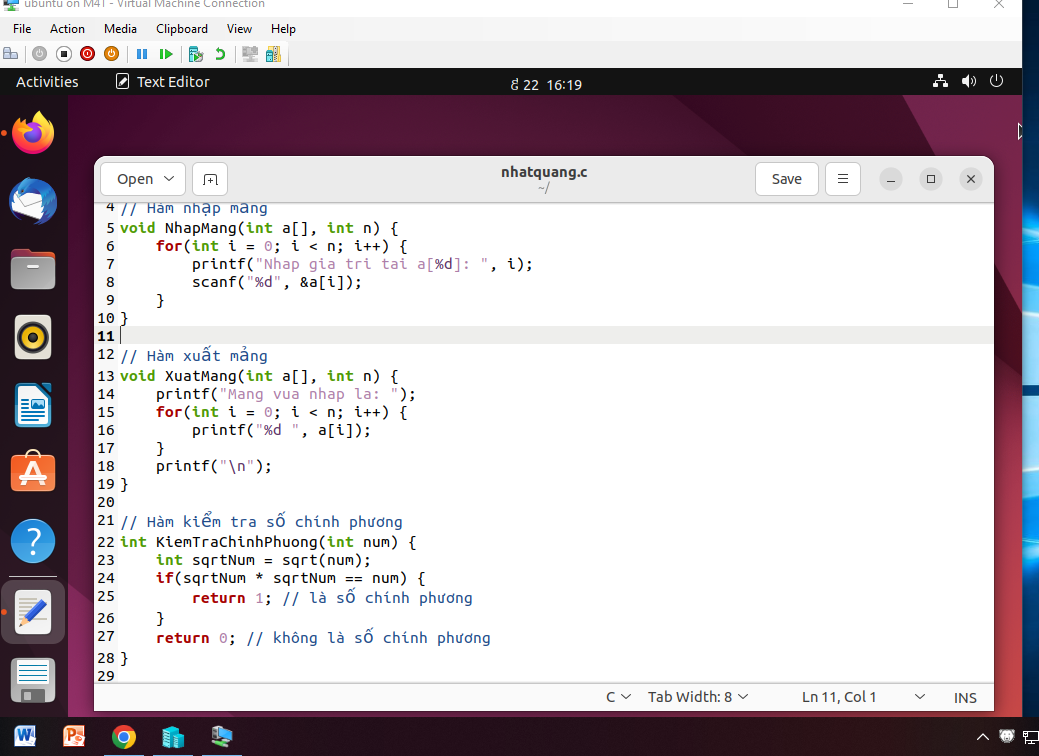 ubuntu on M41 - Virtual Machine Connection
File Action Media Clipboard View Help
Activities Text Editor
22 16:19
Open
nhatquang.c
~/
Save
4 // Hàm nhập mảng
5 void NhapMang(int a[], int n) {
6 for(int i = 0; i < n; i++) {
7 printf("Nhap gia tri tai a[%d]: ", i);
8 scanf("%d", &a[i]);
9 }
10 }
11
12 // Hàm xuất mảng
13 void XuatMang(int a[], int n) {
14 printf("Mang vua nhap la: ");
15 for(int i = 0; i < n; i++) {
16 printf("%d ", a[i]);
17 }
18 printf("\n");
19 }
20
21 // Hàm kiểm tra số chính phương
22 int KiemTraChinhPhuong(int num) {
23 int sqrtNum = sqrt(num);
24 if(sqrtNum * sqrtNum == num) {
25 return 1; // là số chính phương
26 }
27 return 0; // không là số chính phương
28 }
29
C Tab Width: 8 Ln 11, Col 1 INS